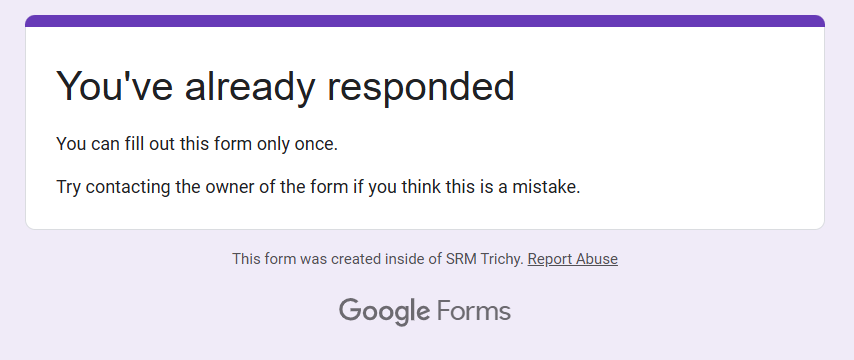 You've already responded
You can fill out this form only once.
Try contacting the owner of the form if you think this is a mistake.
This form was created inside of SRM Trichy. Report Abuse
Google Forms